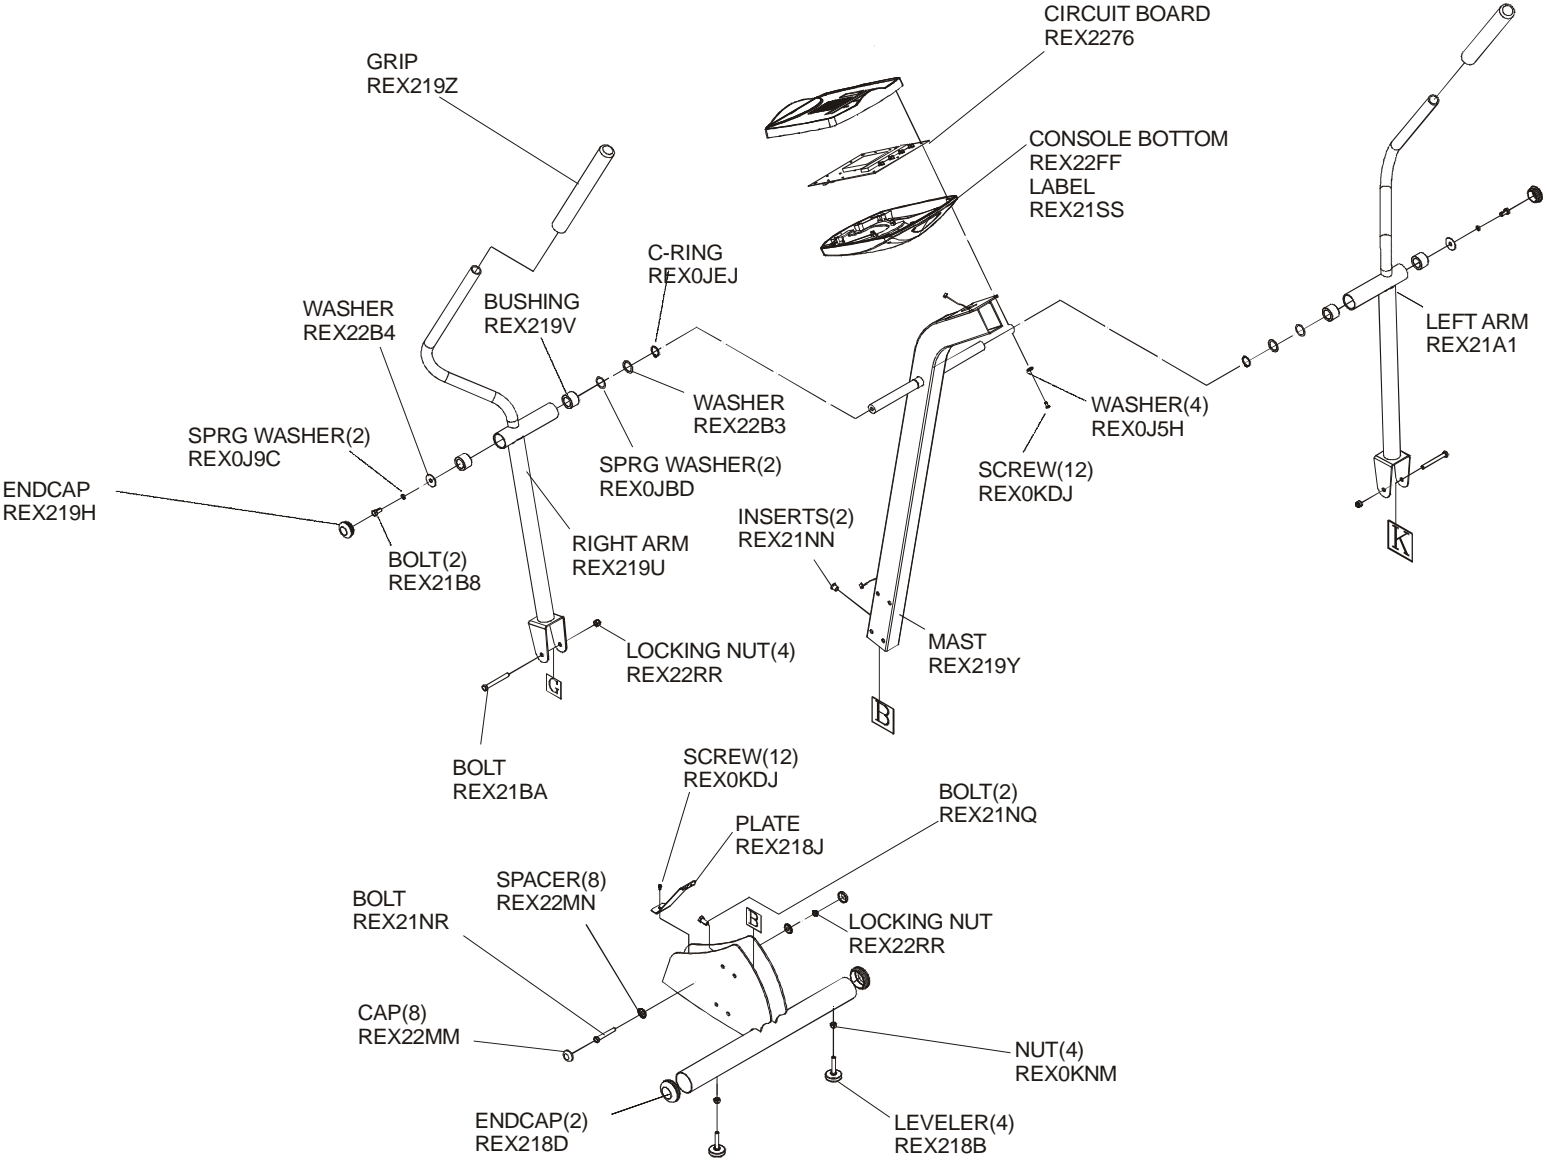 CIRCUIT BOARD
REX2276
GRIP
REX219Z
CONSOLE BOTTOM
REX22FF
LABEL
REX21SS
C-RING
REX0JEJ
WASHER
REX22B4
BUSHING
REX219V
LEFT ARM
REX21A1
WASHER
REX22B3
WASHER(4)
REX0J5H
SPRG WASHER(2)
REX0J9C
SPRG WASHER(2)
REX0JBD
SCREW(12)
REX0KDJ
ENDCAP
REX219H
INSERTS(2)
REX21NN
RIGHT ARM
REX219U
BOLT(2)
REX21B8
K
MAST
REX219Y
LOCKING NUT(4)
REX22RR
G
B
BOLT
REX21BA
SCREW(12)
REX0KDJ
BOLT(2)
REX21NQ
PLATE
REX218J
SPACER(8)
REX22MN
BOLT
REX21NR
B
LOCKING NUT
REX22RR
CAP(8)
REX22MM
NUT(4)
REX0KNM
ENDCAP(2)
REX218D
LEVELER(4)
REX218B